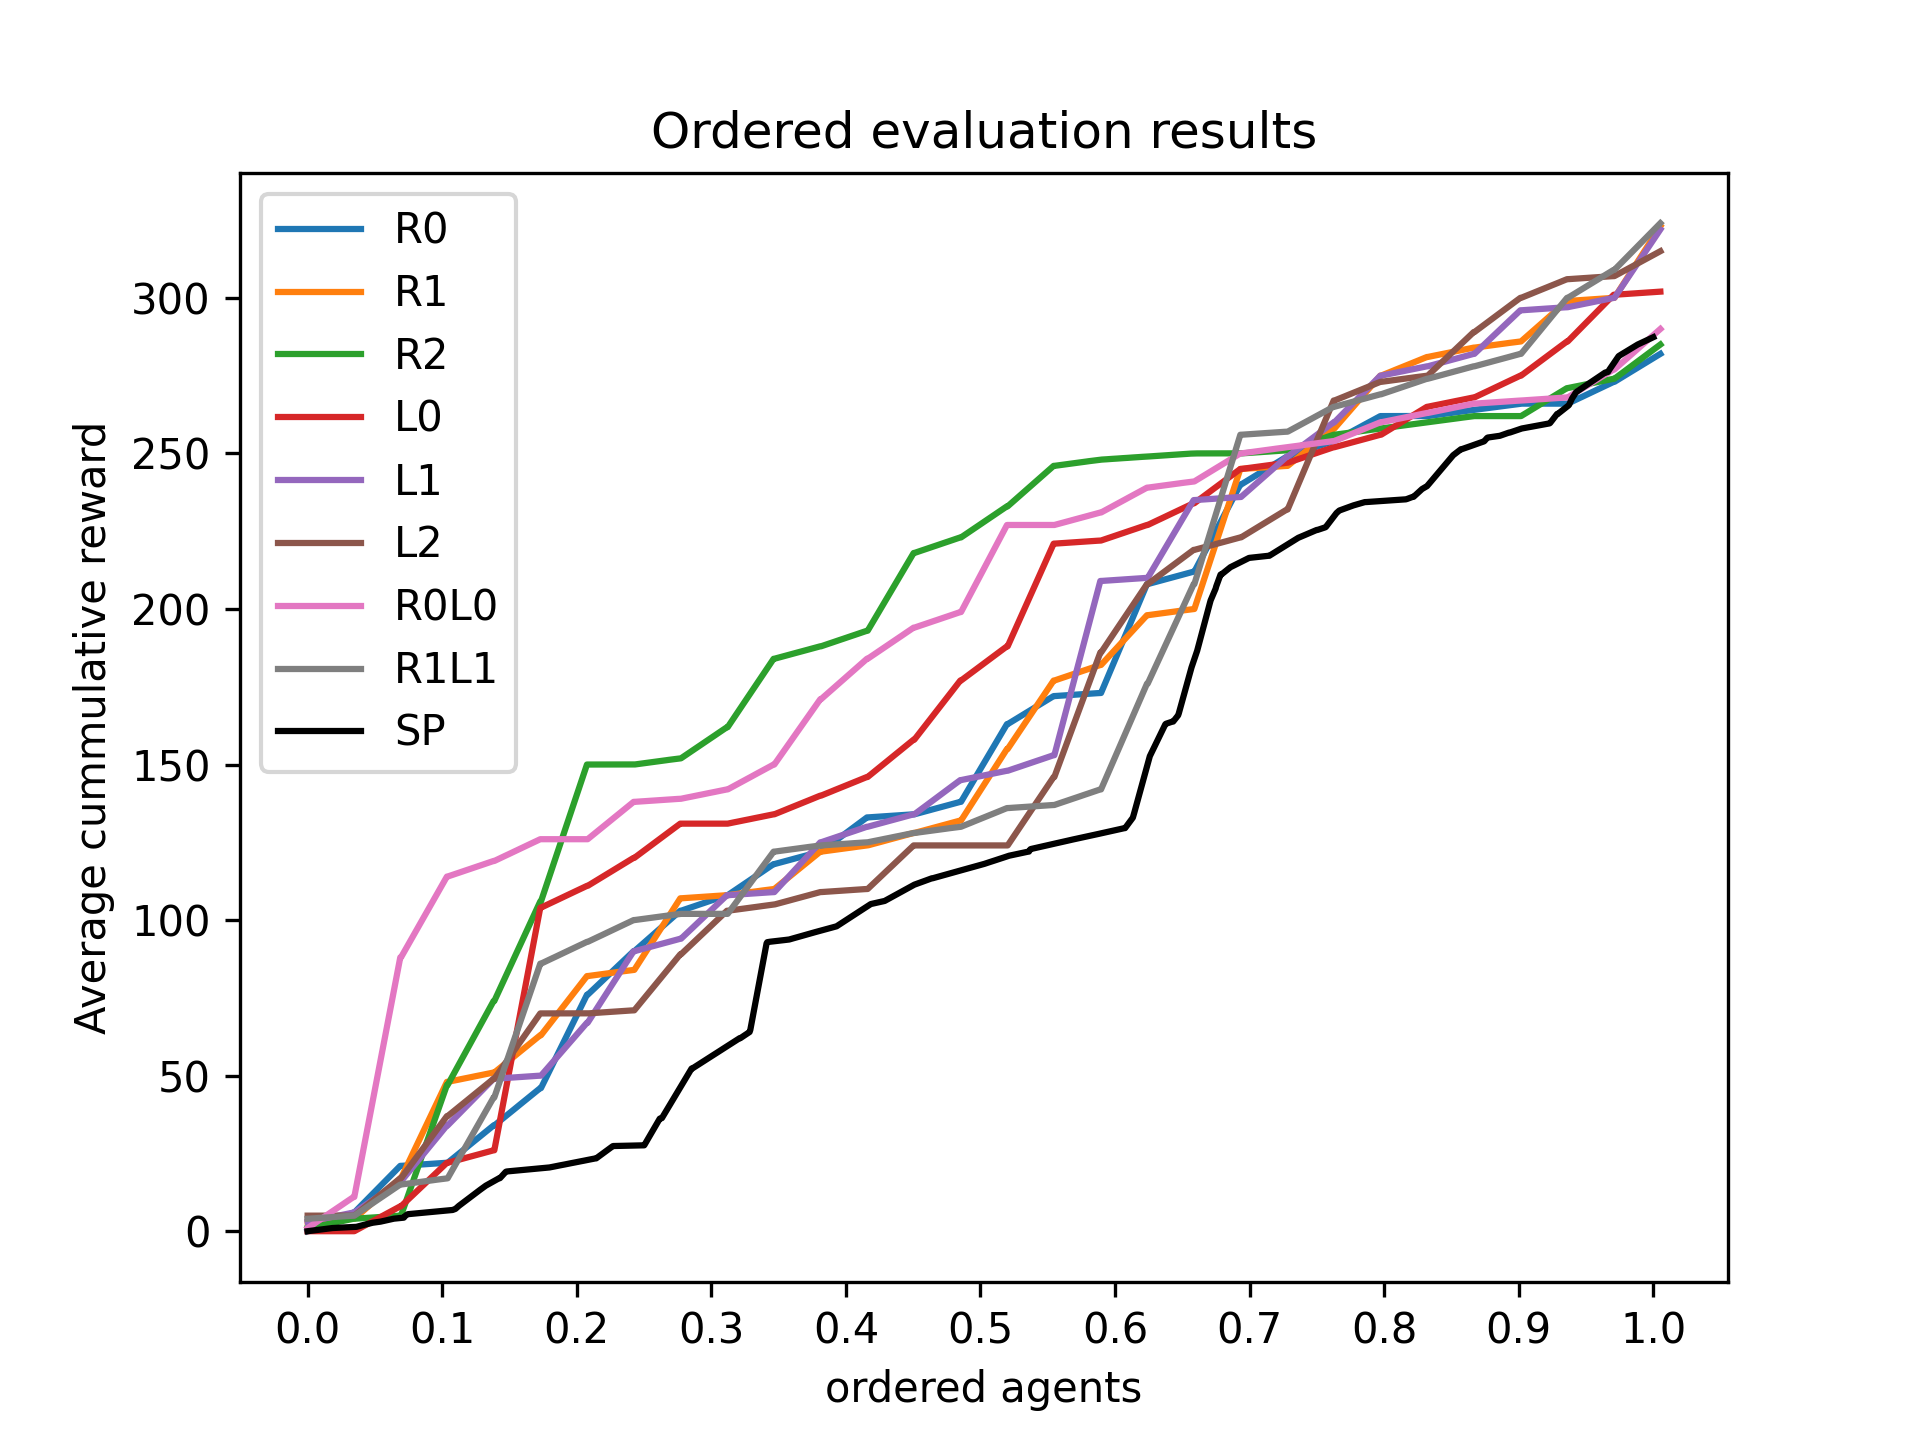 Ordered evaluation results
R0
R1
R2
L0
L1
L2
R0L0
R1L1
SP
Average cummulative reward
300
250
200
150
100
50
0
0.0 0.1 0.2 0.3 0.4 0.5 0.6 0.7 0.8 0.9 1.0
ordered agents